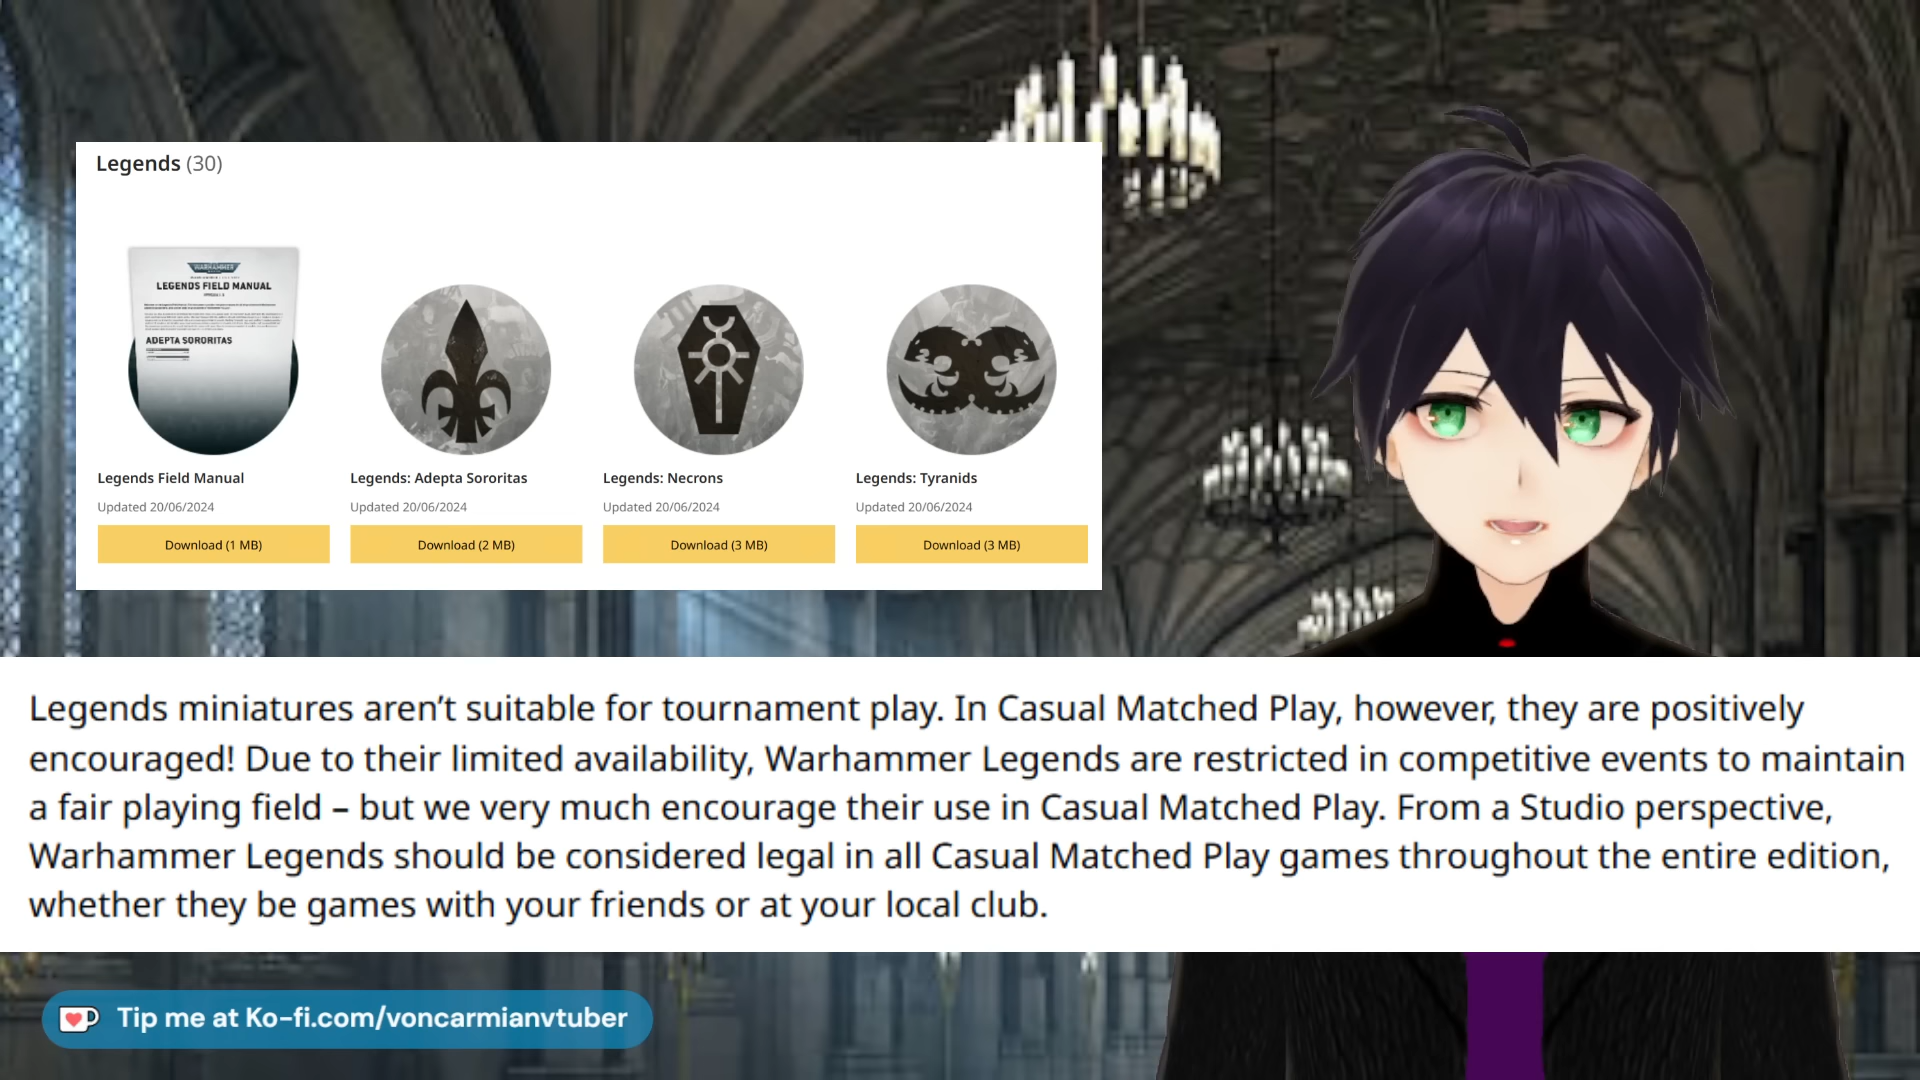 Legends (30)
WARHAMMER
LEGENDS FIELD MANUAL
ADEPTA SORORITAS
Legends Field Manual
Updated 20/06/2024
Download (1 MB)
Legends: Adepta Sororitas
Updated 20/06/2024
Download (2 MB)
Legends: Necrons
Updated 20/06/2024
Download (3 MB)
Legends: Tyranids
Updated 20/06/2024
Download (3 MB)
Legends miniatures aren’t suitable for tournament play. In Casual Matched Play, however, they are positively
encouraged! Due to their limited availability, Warhammer Legends are restricted in competitive events to maintain
a fair playing field – but we very much encourage their use in Casual Matched Play. From a Studio perspective,
Warhammer Legends should be considered legal in all Casual Matched Play games throughout the entire edition,
whether they be games with your friends or at your local club.
Tip me at Ko-fi.com/voncarmianvtuber